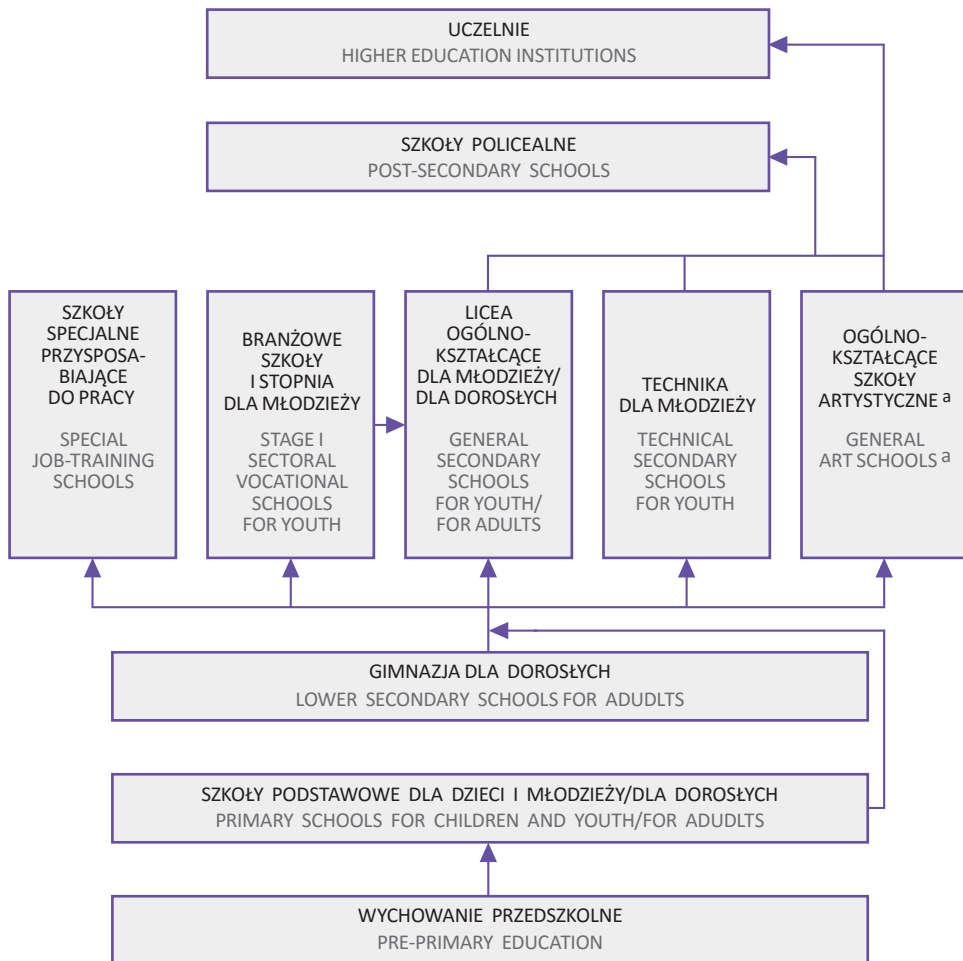 UCZELNIE
HIGHER EDUCATION INSTITUTIONS
SZKOŁY POLICEALNE
POST-SECONDARY SCHOOLS
SZKOŁY
SPECJALNE
PRZYSPOSA-
BIAJĄCE
DO PRACY
SPECIAL
JOB-TRAINING
SCHOOLS
BRANŻOWE
SZKOŁY
I STOPNIA
DLA MŁODZIEŻY
STAGE I
SECTORAL
VOCATIONAL
SCHOOLS
FOR YOUTH
LICEA
OGÓLNO-
KSZTAŁCĄCE
DLA MŁODZIEŻY/
DLA DOROSŁYCH
GENERAL
SECONDARY
SCHOOLS
FOR YOUTH/
FOR ADULTS
TECHNIKA
DLA MŁODZIEŻY
TECHNICAL
SECONDARY
SCHOOLS
FOR YOUTH
OGÓLNO-
KSZTAŁCĄCE
SZKOŁY
ARTYSTYCZNE a
GENERAL
ART SCHOOLS a
GIMNAZJA DLA DOROSŁYCH
LOWER SECONDARY SCHOOLS FOR ADUDLTS
SZKOŁY PODSTAWOWE DLA DZIECI I MŁODZIEŻY/DLA DOROSŁYCH
PRIMARY SCHOOLS FOR CHILDREN AND YOUTH/FOR ADUDLTS
WYCHOWANIE PRZEDSZKOLNE
PRE-PRIMARY EDUCATION